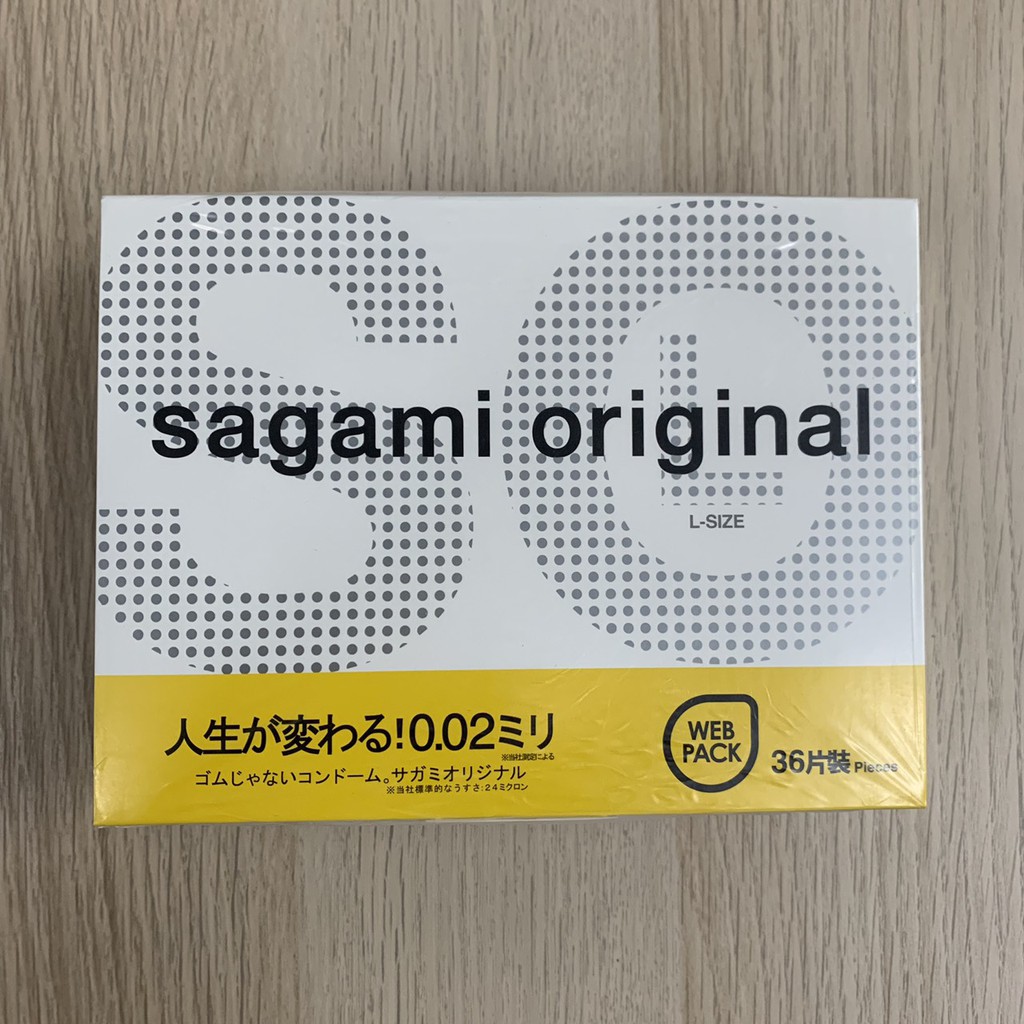 SO
sagami original
L
L-SIZE
人生が変わる!0.02ミリ
※当社測定による
ゴムじゃないコンドーム。サガミオリジナル
※当社標準的なうすさ:24ミクロン
WEB
PACK
36片裝 Pieces